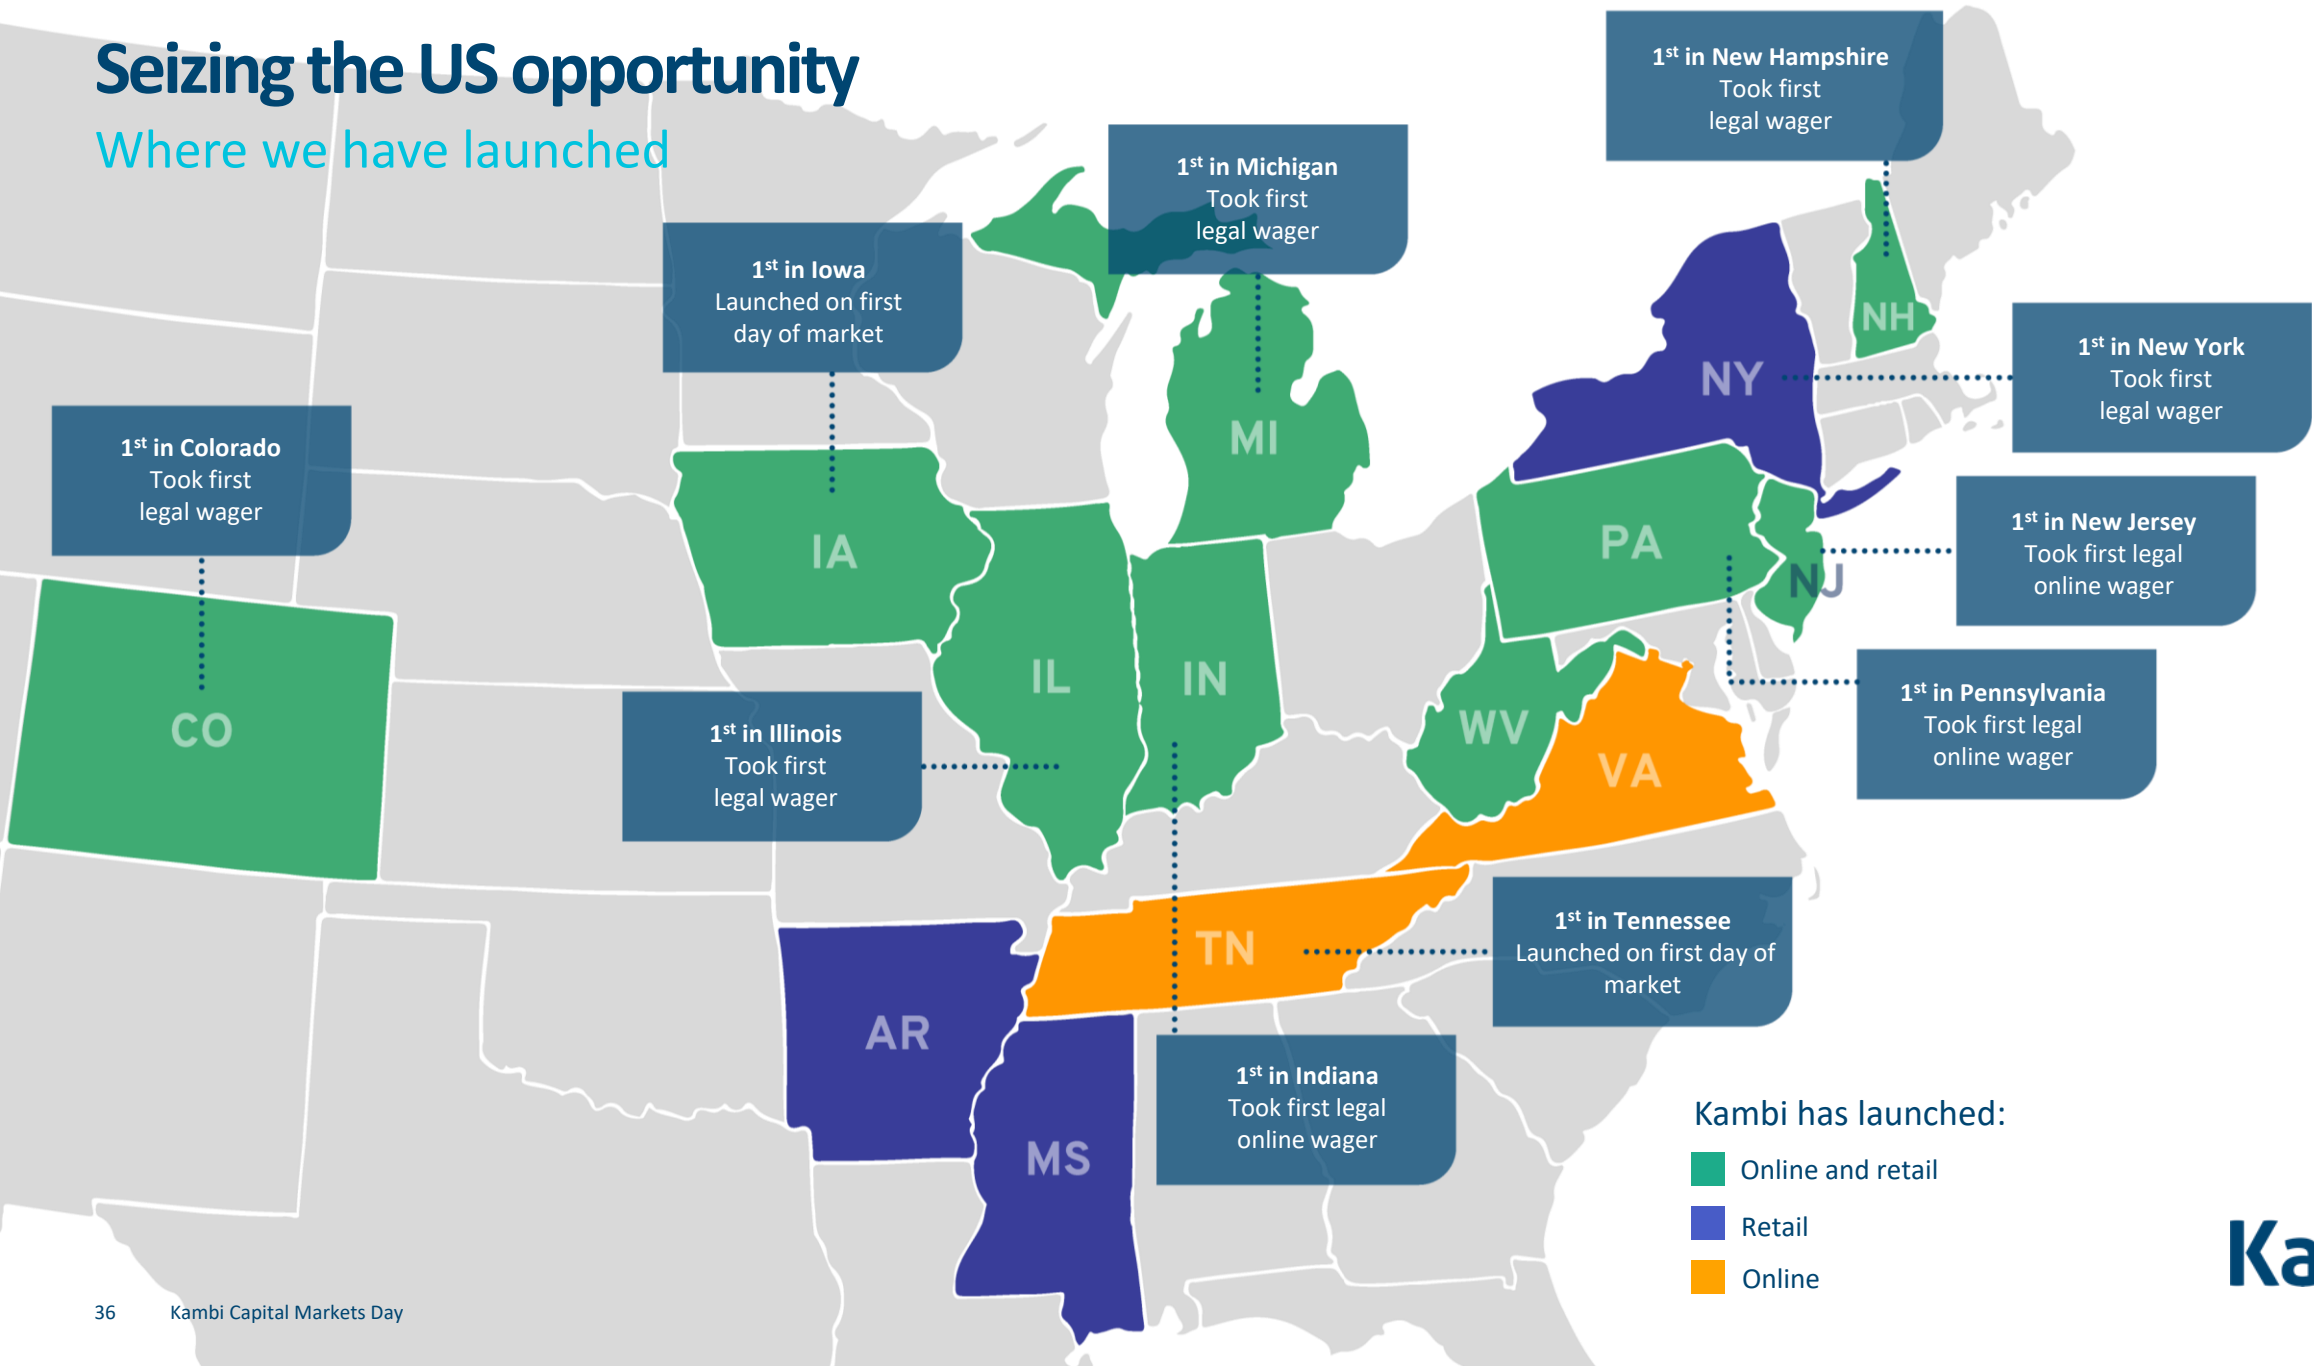 Seizing the US opportunity
Where we have launched
1st in New Hampshire
Took first
legal wager
1st in Michigan
Took first
legal wager
1st in Iowa
Launched on first
day of market
1st in New York
Took first
legal wager
1st in Colorado
Took first
legal wager
1st in New Jersey
Took first legal
online wager
1st in Pennsylvania
Took first legal
online wager
1st in Illinois
Took first
legal wager
1st in Tennessee
Launched on first day of
market
1st in Indiana
Took first legal
online wager
NH
NY
MI
IA
PA
NJ
IL
IN
WV
CO
VA
TN
AR
MS
Kambi has launched:
Online and retail
Retail
Online
Ka
36 Kambi Capital Markets Day